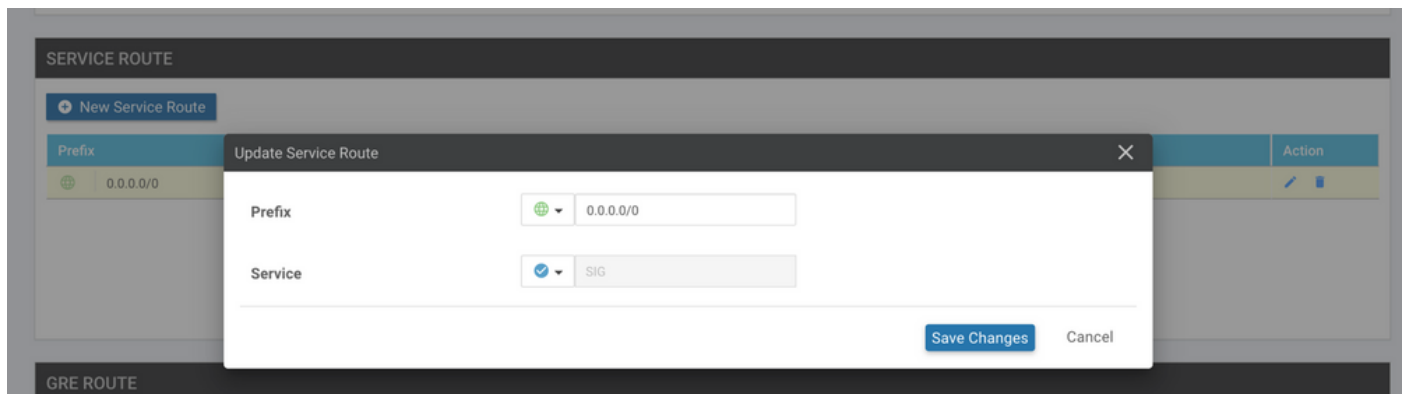 SERVICE ROUTE
New Service Route
Prefix
Action
0.0.0.0/0
Update Service Route
Prefix
0.0.0.0/0
Service
SIG
Save Changes
Cancel
GRE ROUTE